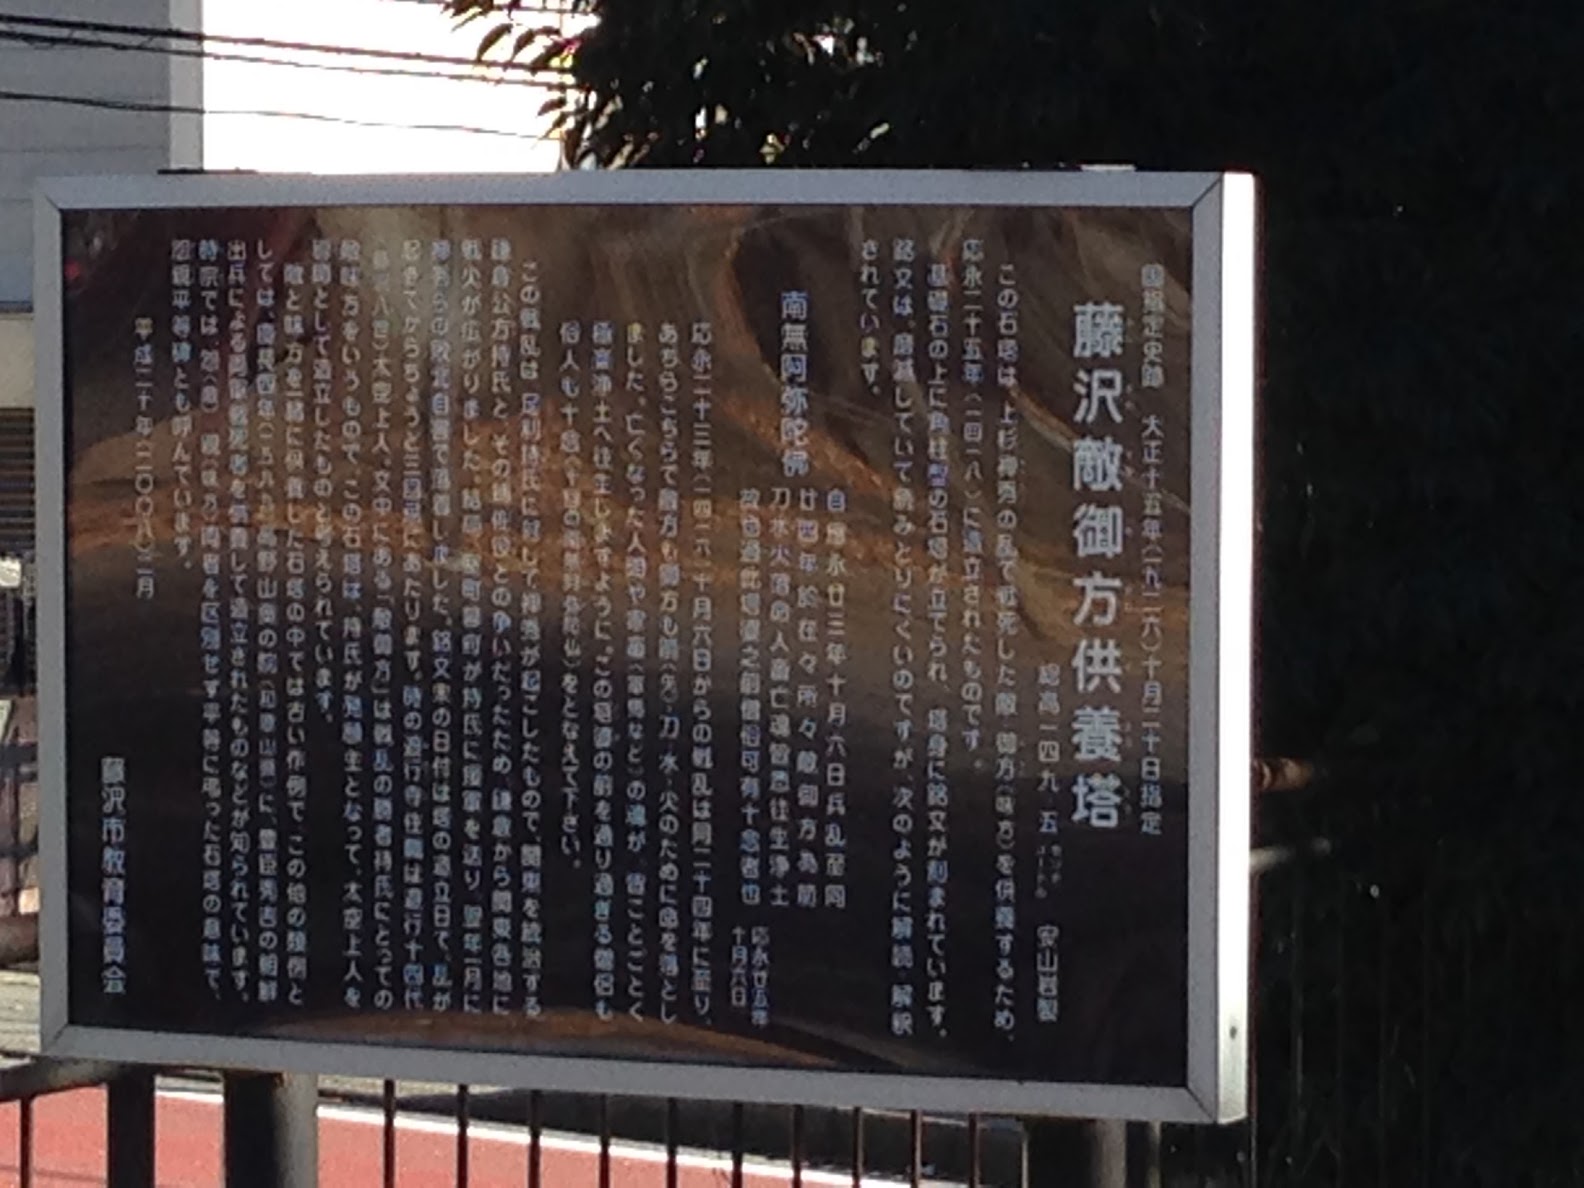 国指定史跡　大正十五年(一九二六)十月二十日指定
藤沢敵御方供養塔
総高一四九・五センチメートル　安山岩製
この石塔は、上杉禅秀の乱で戦死した敵・御方(味方)を供養するため、
応永二十五年(一四一八)に造立されたものです。
基礎石の上に角柱型の石塔が立てられ、塔身に銘文が刻まれています。
銘文は、磨滅していて読みとりにくいのですが、次のように解読・解釈
されています。
南無阿弥陀佛
自応永廿三年十月六日兵乱至同
廿四年於在々所々敵御方為箭
刀水火落命人畜亡魂皆悉往生浄土
故也過此塔婆之前僧俗可有十念者也
応永廿五年
十月六日
応永二十三年(一四一六)十月六日からの戦乱は同二十四年に至り、
あちらこちらで敵方も御方も箭(矢)・刀・水・火のために命を落とし
ました。亡くなった人間や家畜(軍馬など)の魂が、皆ことごとく
極楽浄土へ往生しますように。この塔婆の前を通り過ぎる僧侶も
俗人も十念(十回の南無阿弥陀仏)をとなえて下さい。
この戦乱は、足利持氏に対して禅秀が起こしたもので、関東を統治する
鎌倉公方持氏と、その補佐役との争いだったため、鎌倉から関東各地に
戦火が広がりました。結局、室町幕府が持氏に援軍を送り、翌年一月に
禅秀らの敗北自害で落着しました。銘文末の日付は塔の造立日で、乱が
起きてからちょうど三回忌にあたります。時の遊行寺住職は遊行十四代
八世)太空上人、文中にある「敵御方」は戦乱の勝者持氏にとっての
敵味方をいうもので、この石塔は、持氏が発願主となって、太空上人を
導師として造立したものと考えられています。
敵と味方を一緒に供養した石塔の中では古い作例で、この他の類例と
しては、慶長四年(一五九九)高野山奥の院(和歌山県)に、豊臣秀吉の朝鮮
出兵による両軍戦死者を供養して造立されたものなどが知られています。
時宗では、怨(敵)・親(味方)両者を区別せず平等に弔った石塔の意味で、
怨親平等碑とも呼んでいます。
平成二十年(二〇〇八)二月
藤沢市教育委員会